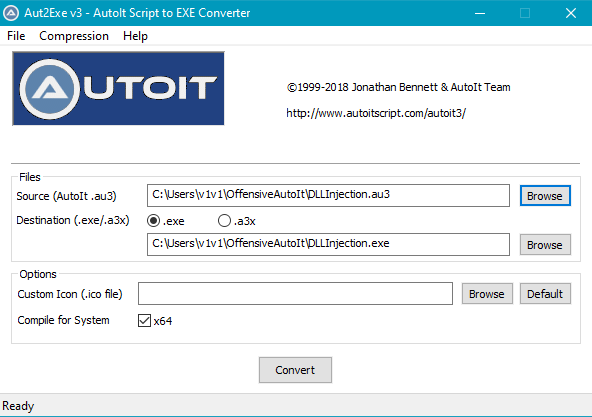 Aut2Exe v3 - AutoIt Script to EXE Converter
File Compression Help
AUTOIT
©1999-2018 Jonathan Bennett & AutoIt Team
http://www.autoitscript.com/autoit3/
Files
Source (AutoIt .au3) C:\Users\v1v1\OffensiveAutoIt\DLLInjection.au3 Browse
Destination (.exe/.a3x) .exe .a3x
C:\Users\v1v1\OffensiveAutoIt\DLLInjection.exe Browse
Options
Custom Icon (.ico file) Browse Default
Compile for System x64
Convert
Ready